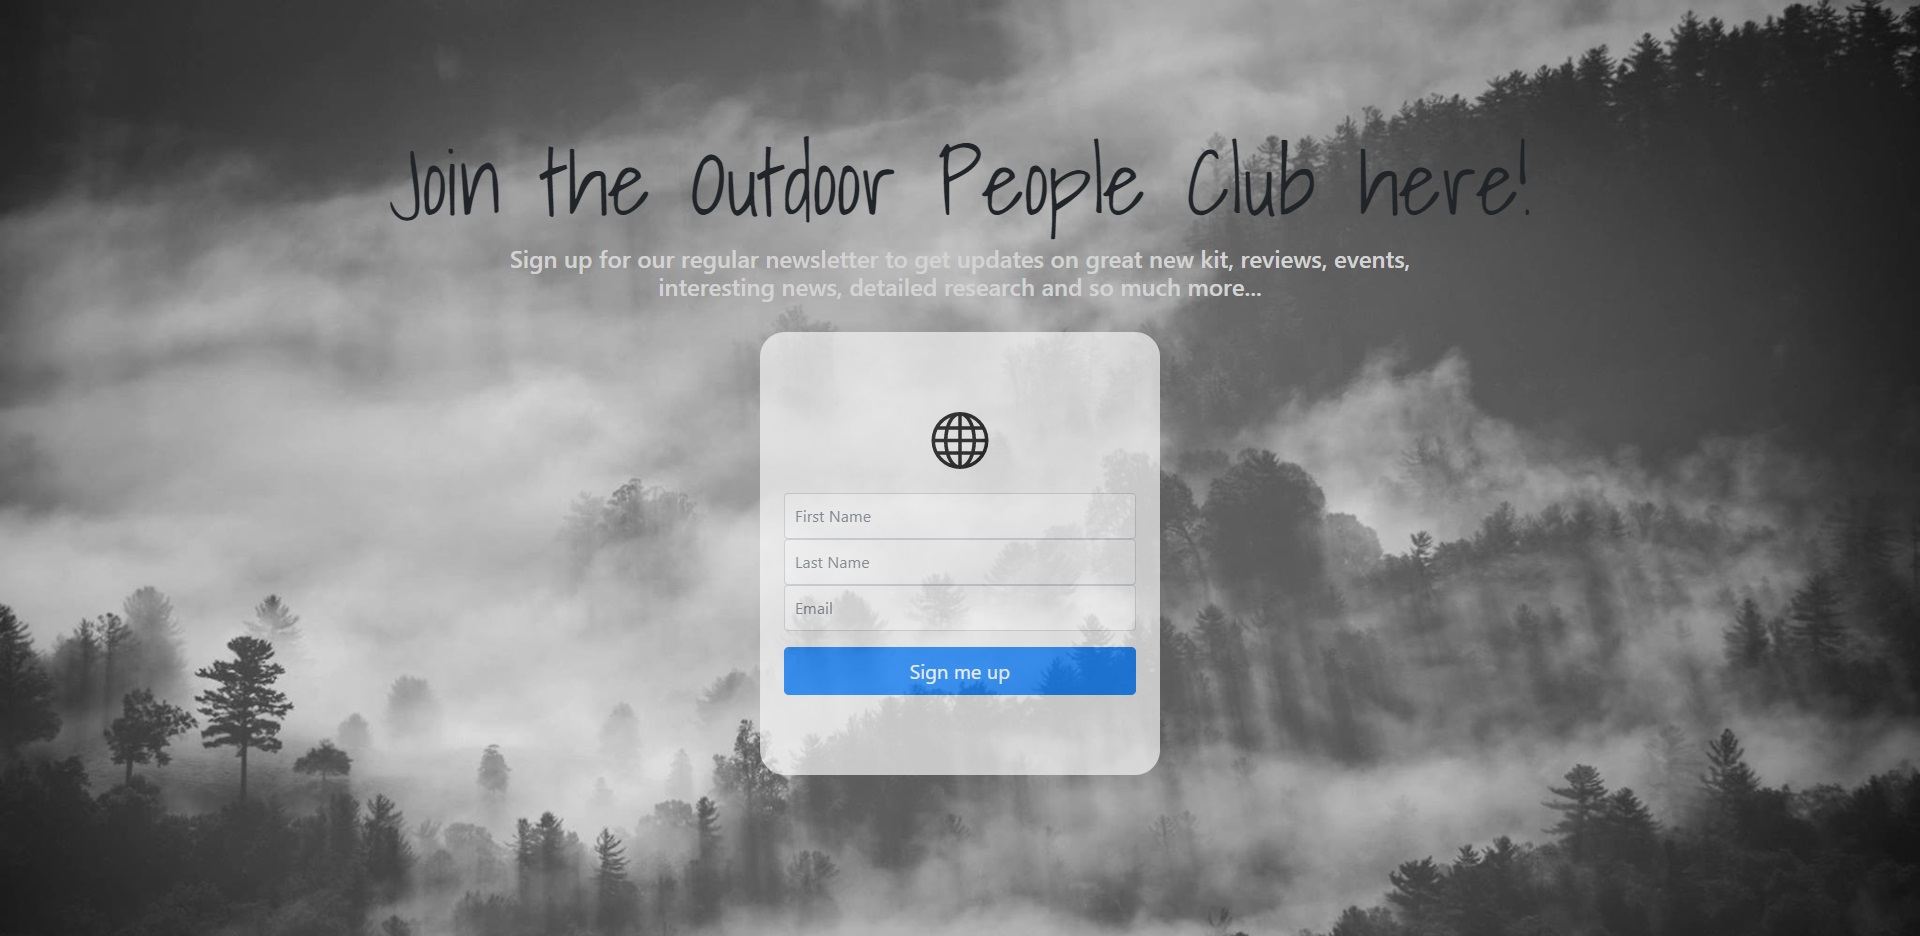 Join the Outdoor People Club here!
Sign up for our regular newsletter to get updates on great new kit, reviews, events,
interesting news, detailed research and so much more...
First Name
Last Name
Email
Sign me up